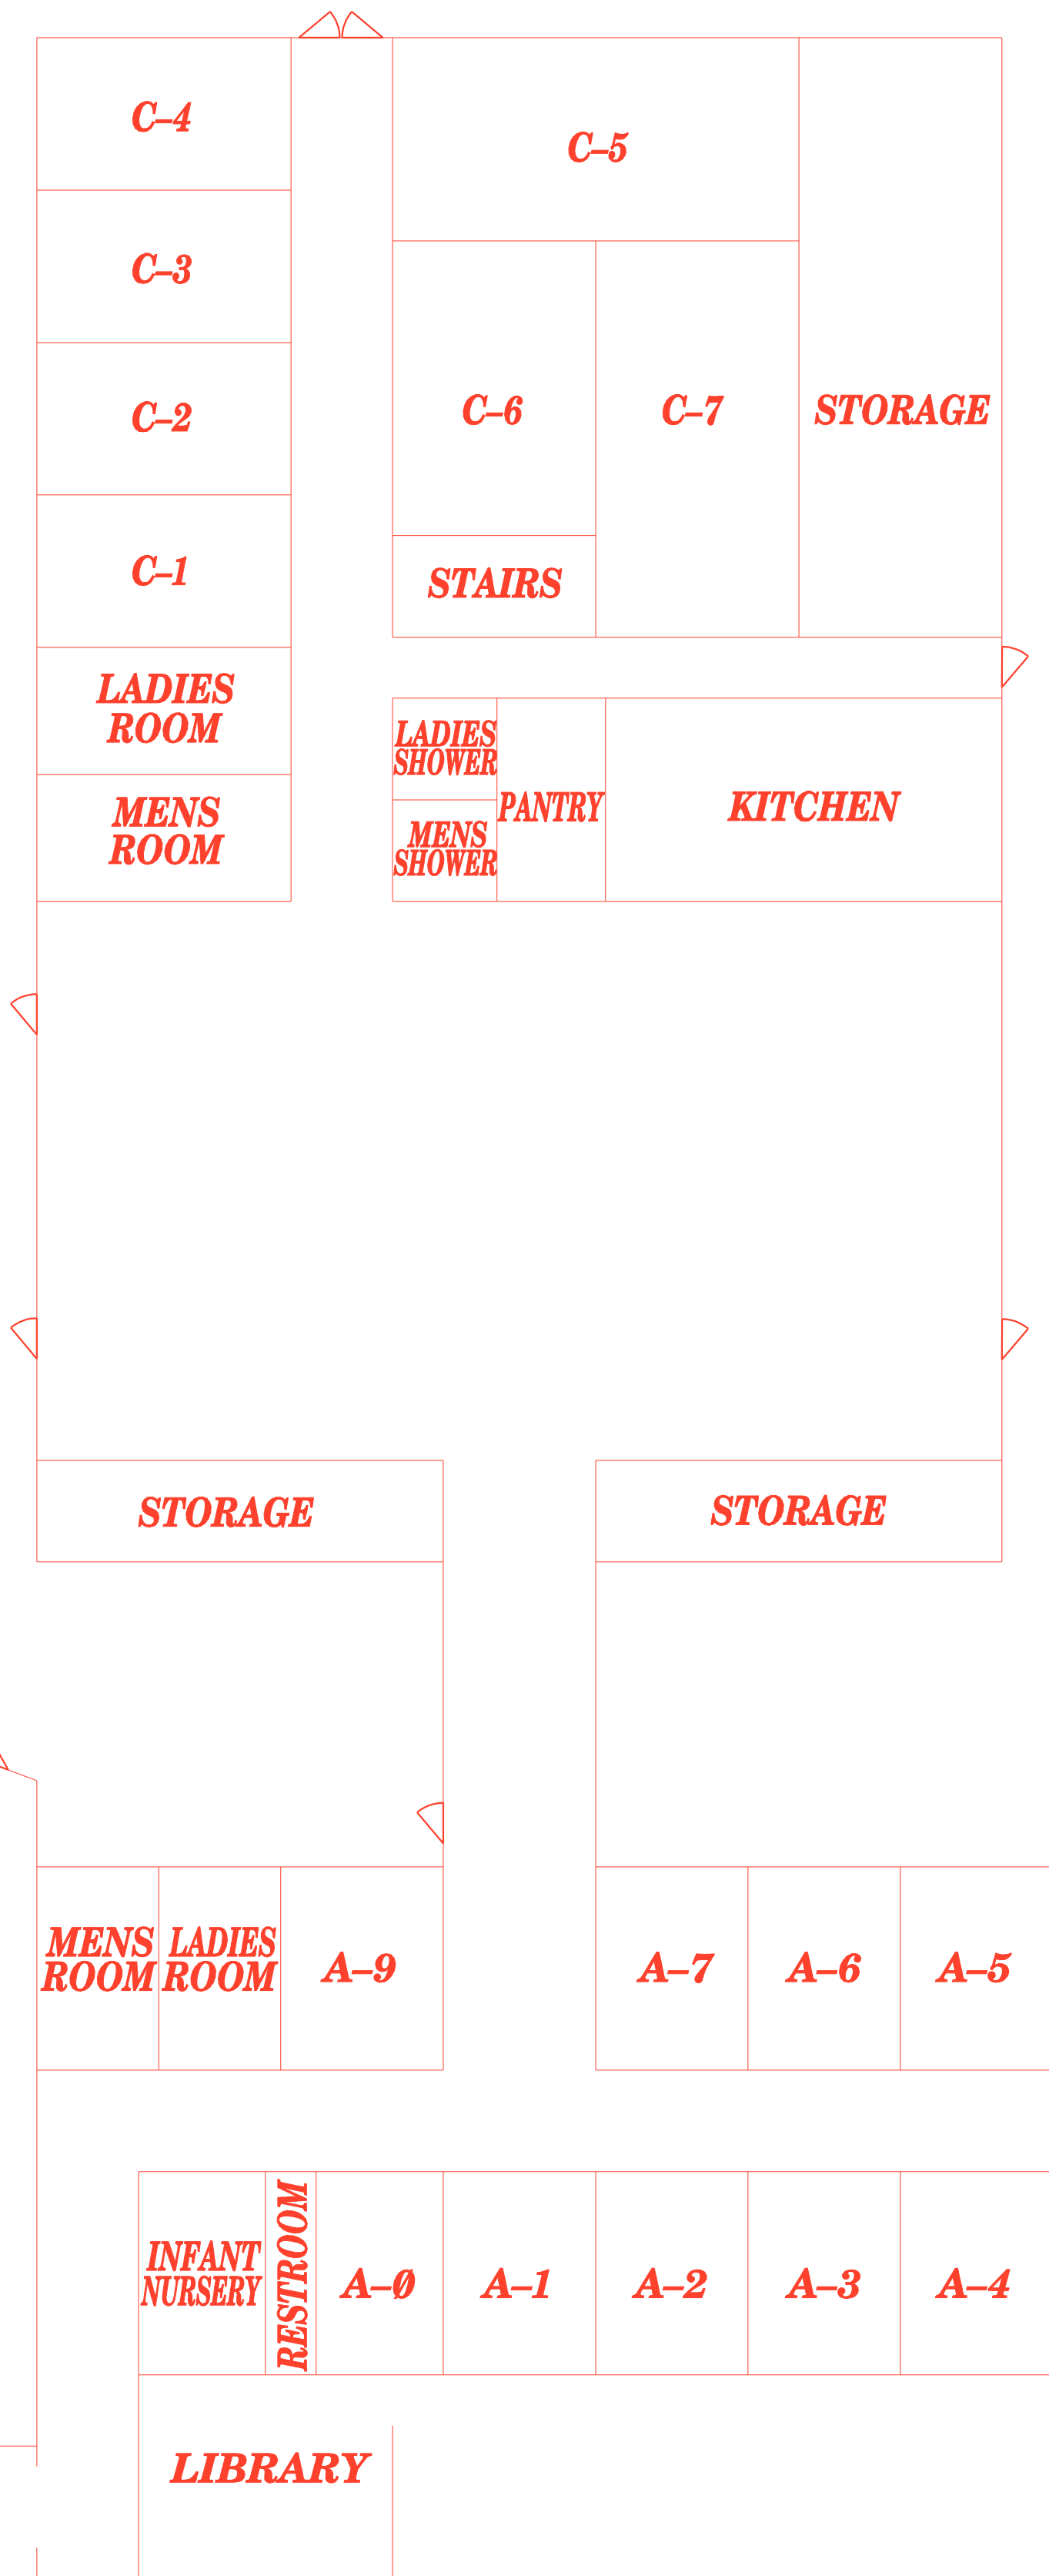 C–4
C–5
C–3
C–2
C–6
C–7
STORAGE
C–1
STAIRS
LADIES
ROOM
LADIES
SHOWER
MENS
ROOM
PANTRY
KITCHEN
MENS
SHOWER
STORAGE
STORAGE
MENS
ROOM
LADIES
ROOM
A–9
A–7
A–6
A–5
INFANT
NURSERY
RESTROOM
A–0
A–1
A–2
A–3
A–4
LIBRARY